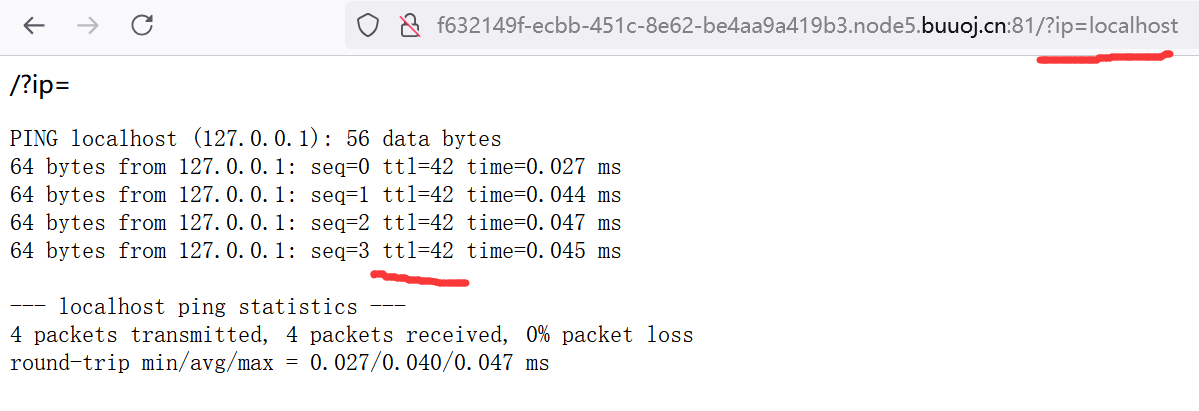 f632149f-ecbb-451c-8e62-be4aa9a419b3.node5.buuoj.cn:81/?ip=localhost
/?ip=
PING localhost (127.0.0.1): 56 data bytes
64 bytes from 127.0.0.1: seq=0 ttl=42 time=0.027 ms
64 bytes from 127.0.0.1: seq=1 ttl=42 time=0.044 ms
64 bytes from 127.0.0.1: seq=2 ttl=42 time=0.047 ms
64 bytes from 127.0.0.1: seq=3 ttl=42 time=0.045 ms
--- localhost ping statistics ---
4 packets transmitted, 4 packets received, 0% packet loss
round-trip min/avg/max = 0.027/0.040/0.047 ms